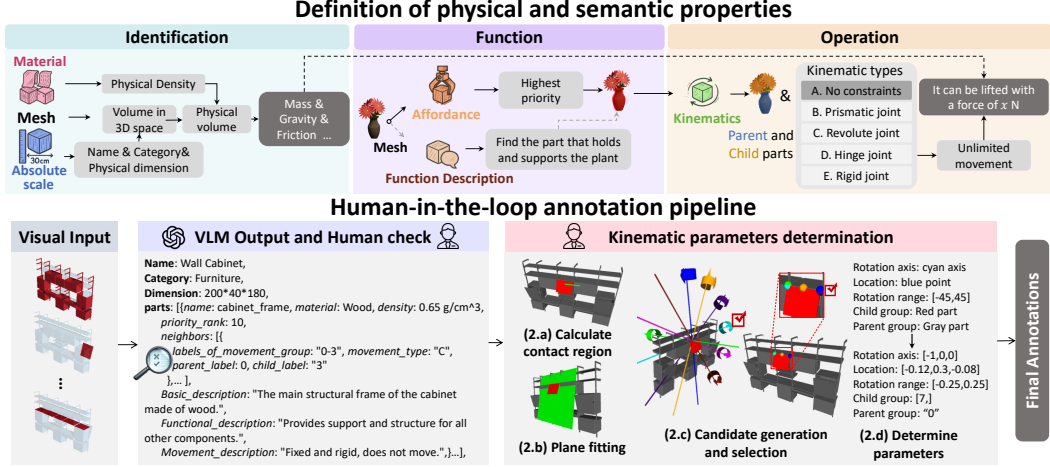 Definition of physical and semantic properties
Identification
Material
Mesh
30cm
Absolute
scale
Physical Density
Volume in
3D space
Physical
volume
Name & Category&
Physical dimension
Mass &
Gravity &
Friction ...
Function
Mesh
Affordance
Highest
priority
Function Description
Find the part that holds
and supports the plant
Operation
Kinematics
&
Parent and
Child parts
Kinematic types
A. No constraints
B. Prismatic joint
C. Revolute joint
D. Hinge joint
E. Rigid joint
It can be lifted
with a force of x N
Unlimited
movement
Human-in-the-loop annotation pipeline
Visual Input
VLM Output and Human check
Name: Wall Cabinet,
Category: Furniture,
Dimension: 200*40*180,
parts: [{name: cabinet_frame, material: Wood, density: 0.65 g/cm^3,
priority_rank: 10,
neighbors: [{
labels_of_movement_group: "0-3", movement_type: "C",
parent_label: 0, child_label: "3"
},... ],
Basic_description: "The main structural frame of the cabinet
made of wood.",
Functional_description: "Provides support and structure for all
other components.",
Movement_description: "Fixed and rigid, does not move.",}...],
Kinematic parameters determination
(2.a) Calculate
contact region
(2.b) Plane fitting
(2.c) Candidate generation
and selection
Rotation axis: cyan axis
Location: blue point
Rotation range: [-45,45]
Child group: Red part
Parent group: Gray part
Rotation axis: [-1,0,0]
Location: [-0.12,0.3,-0.08]
Rotation range: [-0.25,0.25]
Child group: [7,]
Parent group: "0"
(2.d) Determine
parameters
Final Annotations